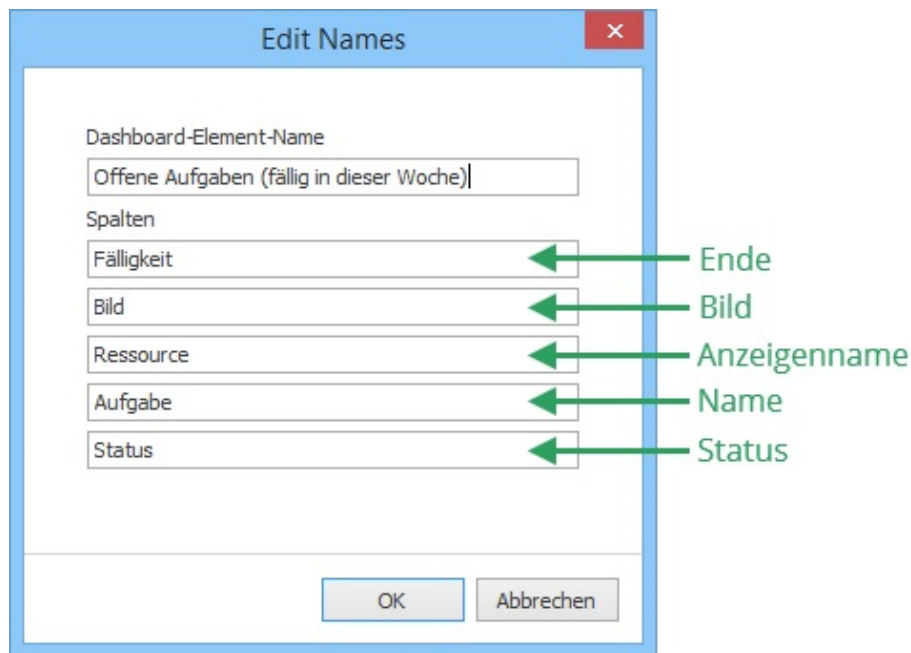 Edit Names
Dashboard-Element-Name
Offene Aufgaben (fällig in dieser Woche)
Spalten
Fälligkeit
Ende
Bild
Bild
Ressource
Anzeigenname
Aufgabe
Name
Status
Status
OK
Abbrechen